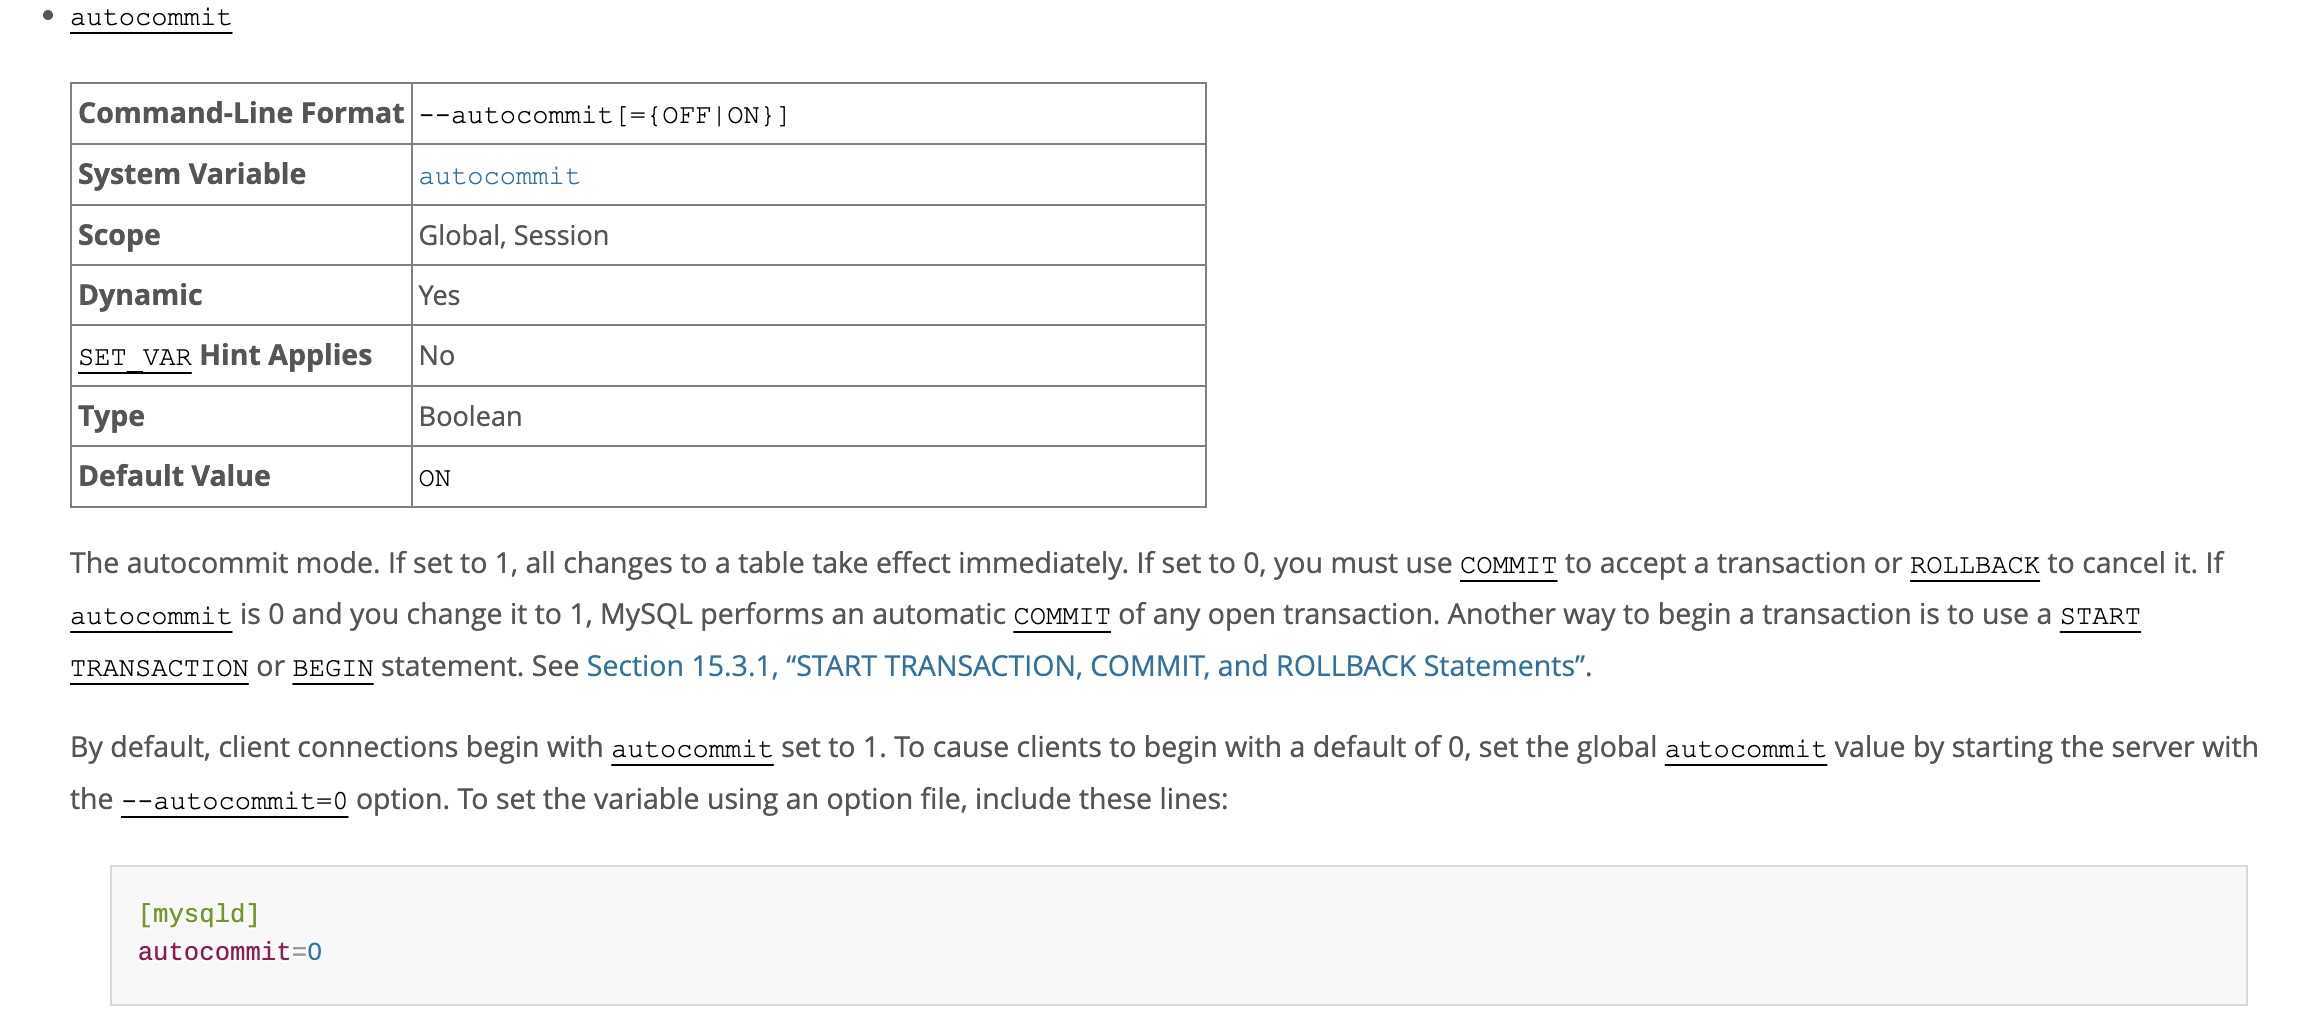 autocommit
Command-Line Format --autocommit[={OFF|ON}]
System Variable autocommit
Scope Global, Session
Dynamic Yes
SET_VAR Hint Applies No
Type Boolean
Default Value ON
The autocommit mode. If set to 1, all changes to a table take effect immediately. If set to 0, you must use COMMIT to accept a transaction or ROLLBACK to cancel it. If
autocommit is 0 and you change it to 1, MySQL performs an automatic COMMIT of any open transaction. Another way to begin a transaction is to use a START
TRANSACTION or BEGIN statement. See Section 15.3.1, “START TRANSACTION, COMMIT, and ROLLBACK Statements”.
By default, client connections begin with autocommit set to 1. To cause clients to begin with a default of 0, set the global autocommit value by starting the server with
the --autocommit=0 option. To set the variable using an option file, include these lines:
[mysqld]
autocommit=0